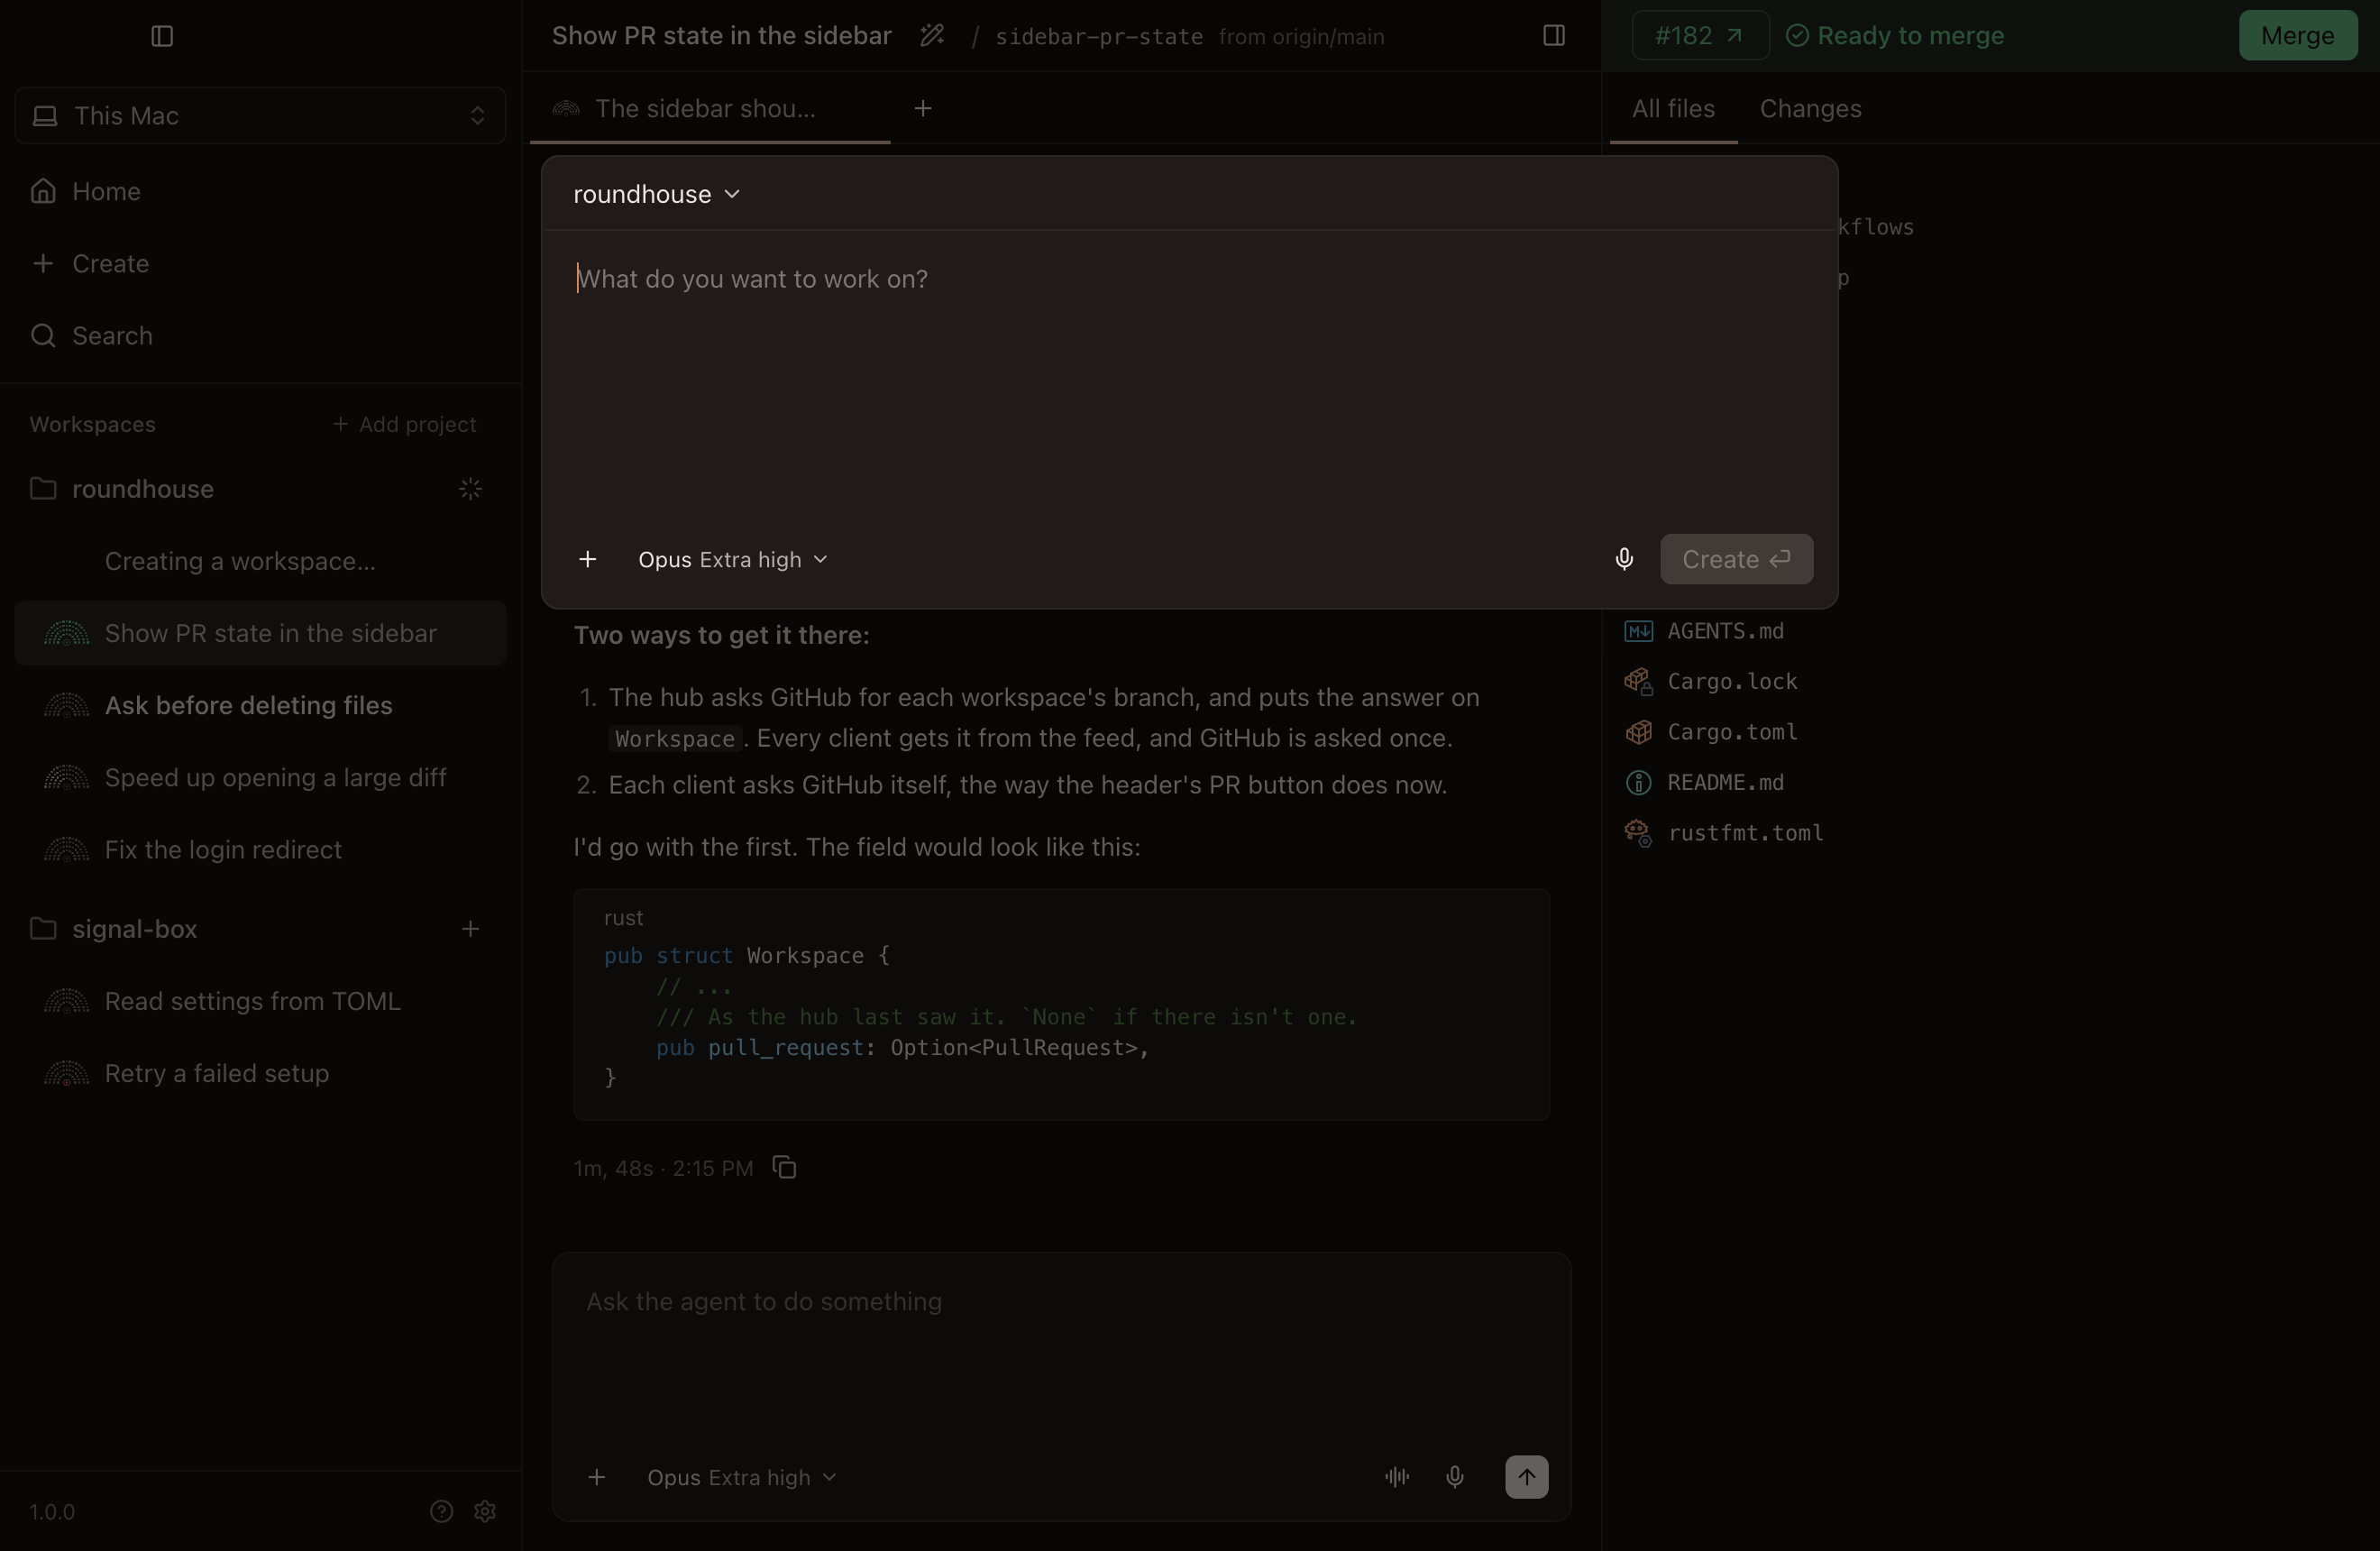 Show PR state in the sidebar / sidebar-pr-state from origin/main
#182 Ready to merge
Merge
This Mac
The sidebar shou...
All files Changes
Home
Create
Search
Workspaces
Add project
roundhouse
Creating a workspace...
Show PR state in the sidebar
Ask before deleting files
Speed up opening a large diff
Fix the login redirect
signal-box
Read settings from TOML
Retry a failed setup
1.0.0
roundhouse
What do you want to work on?
Opus Extra high
Create
Two ways to get it there:
1. The hub asks GitHub for each workspace's branch, and puts the answer on
Workspace. Every client gets it from the feed, and GitHub is asked once.
2. Each client asks GitHub itself, the way the header's PR button does now.
I'd go with the first. The field would look like this:
rust
pub struct Workspace {
// ...
/// As the hub last saw it. `None` if there isn't one.
pub pull_request: Option<PullRequest>,
}
1m, 48s · 2:15 PM
Ask the agent to do something
Opus Extra high
kflows
p
AGENTS.md
Cargo.lock
Cargo.toml
README.md
rustfmt.toml